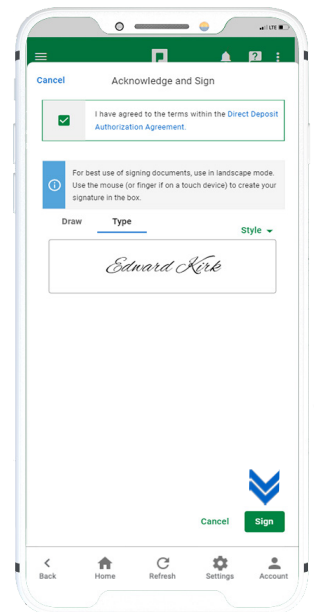 LTE
Cancel
Acknowledge and Sign
I have agreed to the terms within the Direct Deposit
Authorization Agreement.
For best use of signing documents, use in landscape mode.
Use the mouse (or finger if on a touch device) to create your
signature in the box.
Draw Type
Style
Edward Kirk
Cancel Sign
Back Home Refresh Settings Account